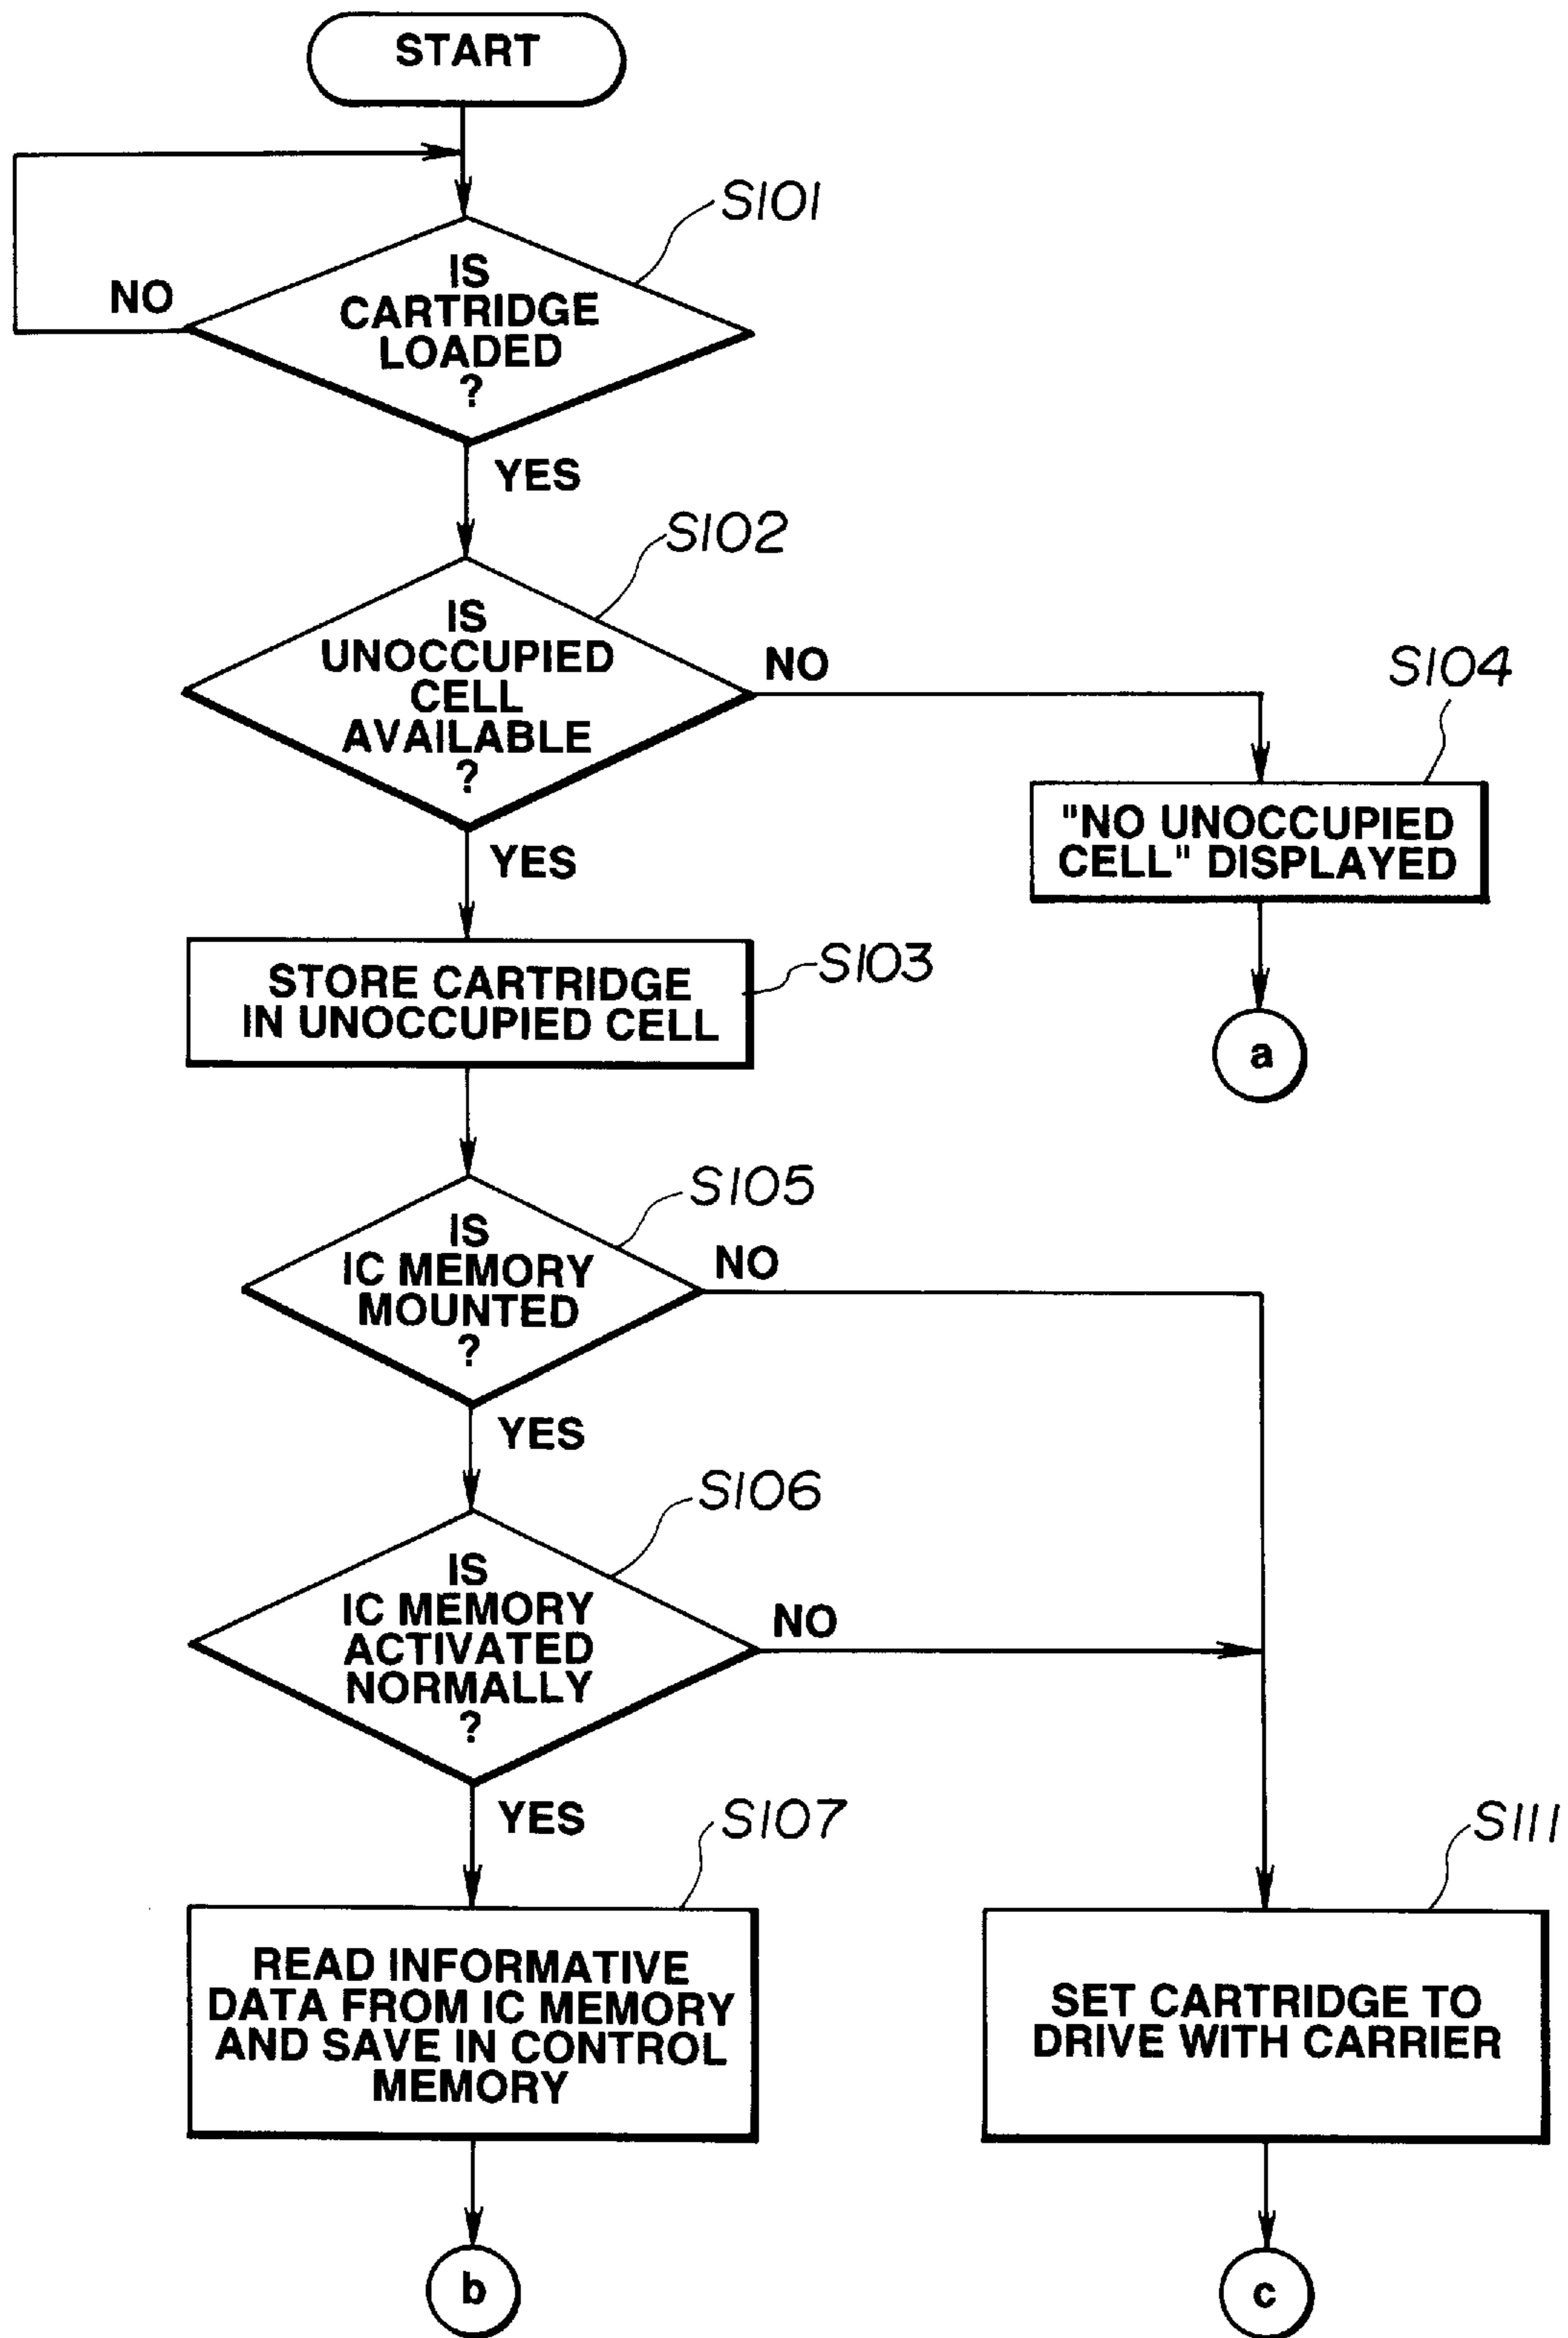 START
S101
IS
CARTRIDGE
LOADED
?
NO
YES
S102
IS
UNOCCUPIED
CELL
AVAILABLE
?
NO
YES
S104
"NO UNOCCUPIED
CELL" DISPLAYED
a
S103
STORE CARTRIDGE
IN UNOCCUPIED CELL
S105
IS
IC MEMORY
MOUNTED
?
NO
YES
S106
IS
IC MEMORY
ACTIVATED
NORMALLY
?
NO
YES
S107
READ INFORMATIVE
DATA FROM IC MEMORY
AND SAVE IN CONTROL
MEMORY
b
S111
SET CARTRIDGE TO
DRIVE WITH CARRIER
c